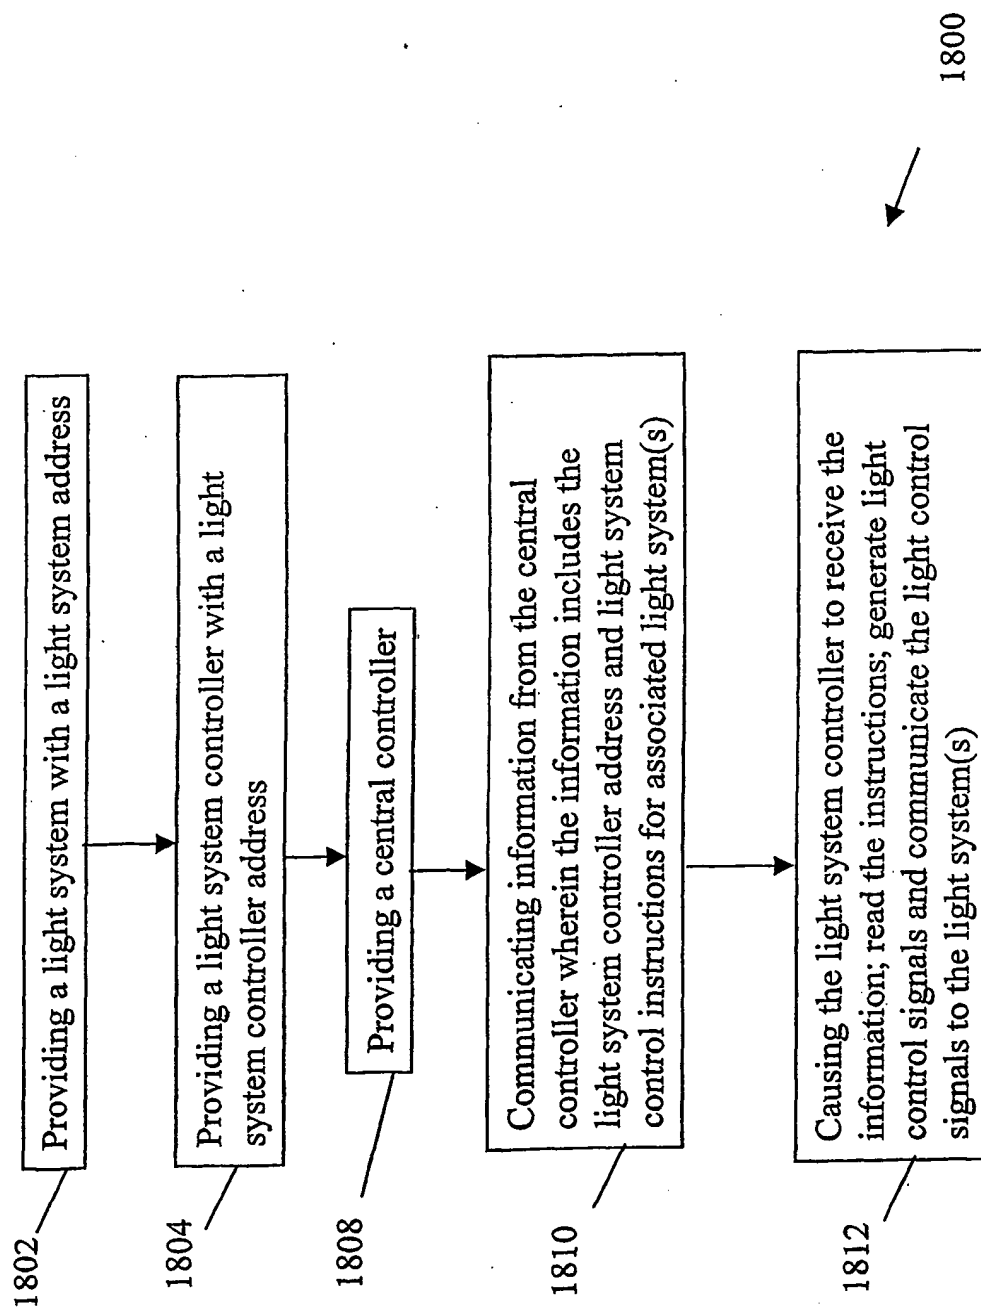 1802
Providing a light system with a light system address
1804
Providing a light system controller with a light
system controller address
1808
Providing a central controller
1810
Communicating information from the central
controller wherein the information includes the
light system controller address and light system
control instructions for associated light system(s)
1812
Causing the light system controller to receive the
information; read the instructions; generate light
control signals and communicate the light control
signals to the light system(s)
1800